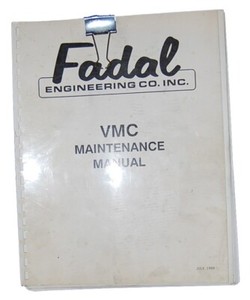 Fadal
ENGINEERING CO. INC.
VMC
MAINTENANCE
MANUAL